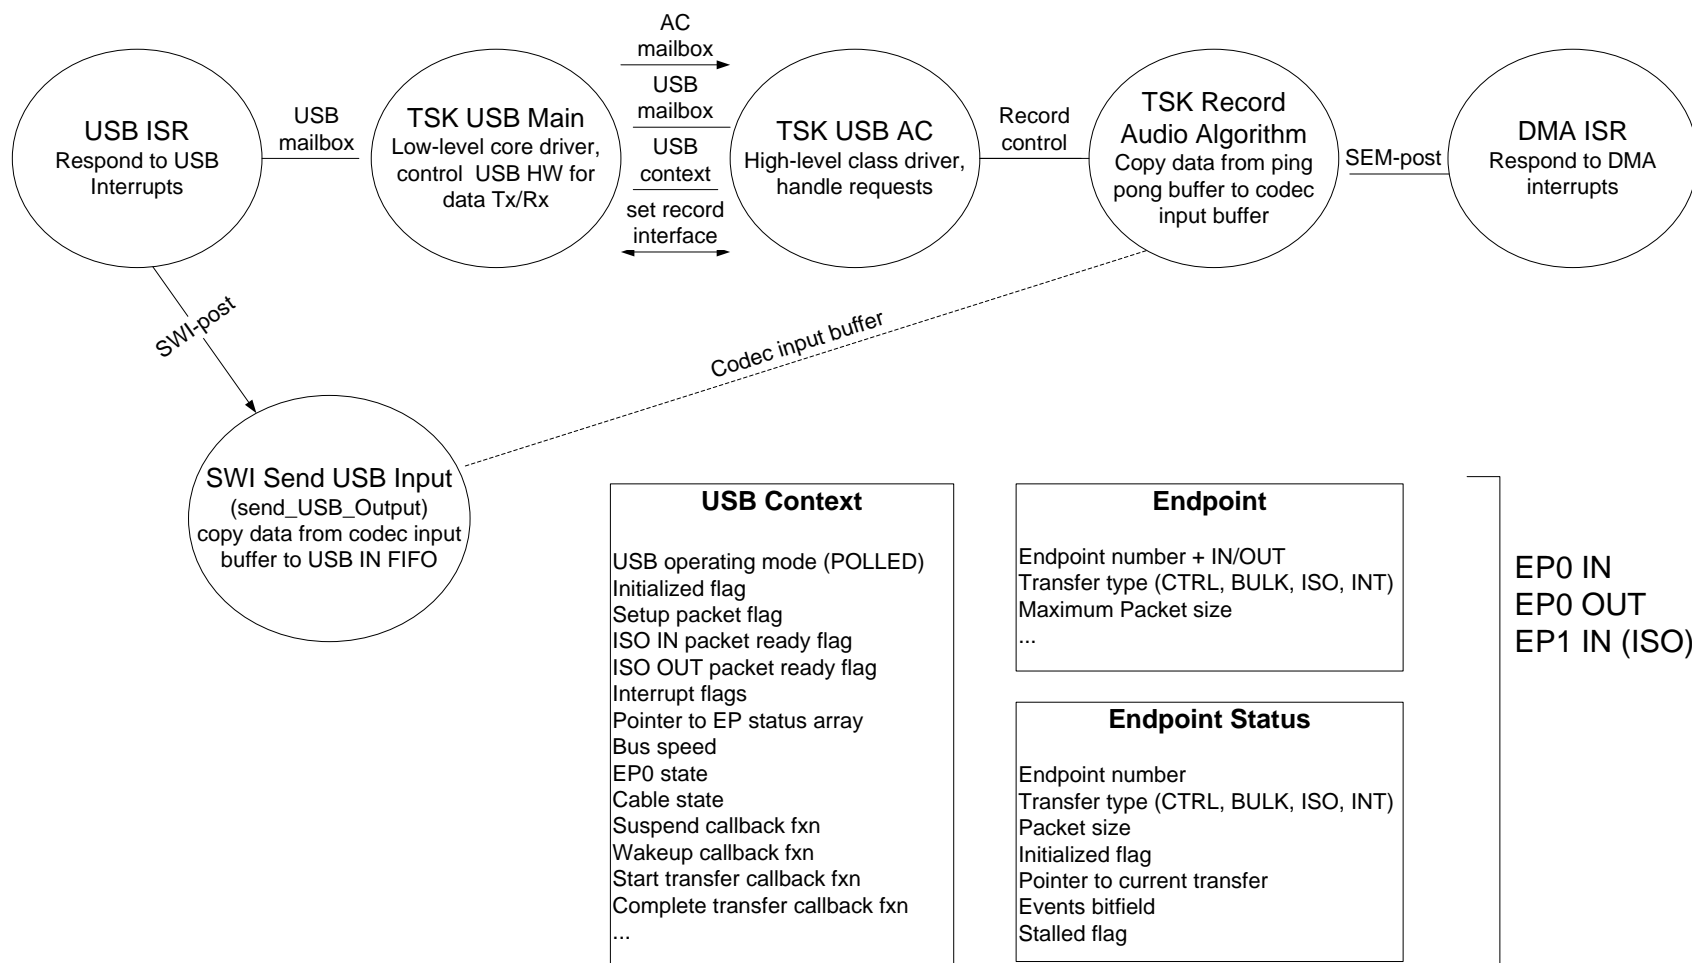 AC
mailbox
USB ISR
Respond to USB
Interrupts
USB
mailbox
TSK USB Main
Low-level core driver,
control  USB HW for
data Tx/Rx
USB
mailbox
USB
context
set record
interface
TSK USB AC
High-level class driver,
handle requests
Record
control
TSK Record
Audio Algorithm
Copy data from ping
pong buffer to codec
input buffer
SEM-post
DMA ISR
Respond to DMA
interrupts
SWI-post
Codec input buffer
SWI Send USB Input
(send_USB_Output)
copy data from codec input
buffer to USB IN FIFO
USB Context
USB operating mode (POLLED)
Initialized flag
Setup packet flag
ISO IN packet ready flag
ISO OUT packet ready flag
Interrupt flags
Pointer to EP status array
Bus speed
EP0 state
Cable state
Suspend callback fxn
Wakeup callback fxn
Start transfer callback fxn
Complete transfer callback fxn
...
Endpoint
Endpoint number + IN/OUT
Transfer type (CTRL, BULK, ISO, INT)
Maximum Packet size
...
Endpoint Status
Endpoint number
Transfer type (CTRL, BULK, ISO, INT)
Packet size
Initialized flag
Pointer to current transfer
Events bitfield
Stalled flag
EP0 IN
EP0 OUT
EP1 IN (ISO)